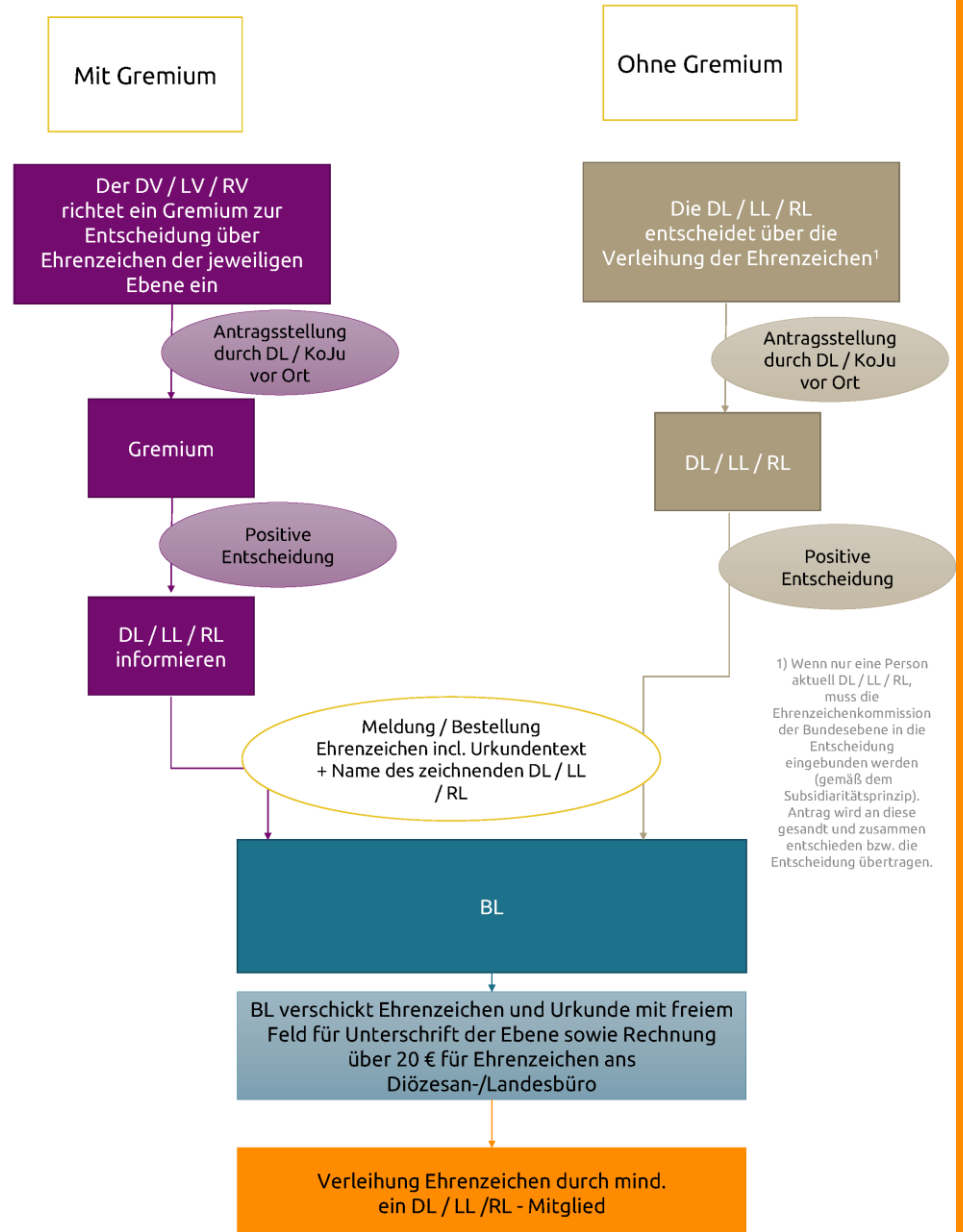 Mit Gremium
Der DV / LV / RV
richtet ein Gremium zur
Entscheidung über
Ehrenzeichen der jeweiligen
Ebene ein
Antragsstellung
durch DL / KoJu
vor Ort
Gremium
Positive
Entscheidung
DL / LL / RL
informieren
Ohne Gremium
Die DL / LL / RL
entscheidet über die
Verleihung der Ehrenzeichen¹
Antragsstellung
durch DL / KoJu
vor Ort
DL / LL / RL
Positive
Entscheidung
1) Wenn nur eine Person
aktuell DL / LL / RL,
muss die
Ehrenzeichenkommission
der Bundesebene in die
Entscheidung
eingebunden werden
(gemäß dem
Subsidiaritätsprinzip).
Antrag wird an diese
gesandt und zusammen
entschieden bzw. die
Entscheidung übertragen.
Meldung / Bestellung
Ehrenzeichen incl. Urkundentext
+ Name des zeichnenden DL / LL
/ RL
BL
BL verschickt Ehrenzeichen und Urkunde mit freiem
Feld für Unterschrift der Ebene sowie Rechnung
über 20 € für Ehrenzeichen ans
Diözesan-/Landesbüro
Verleihung Ehrenzeichen durch mind.
ein DL / LL /RL - Mitglied